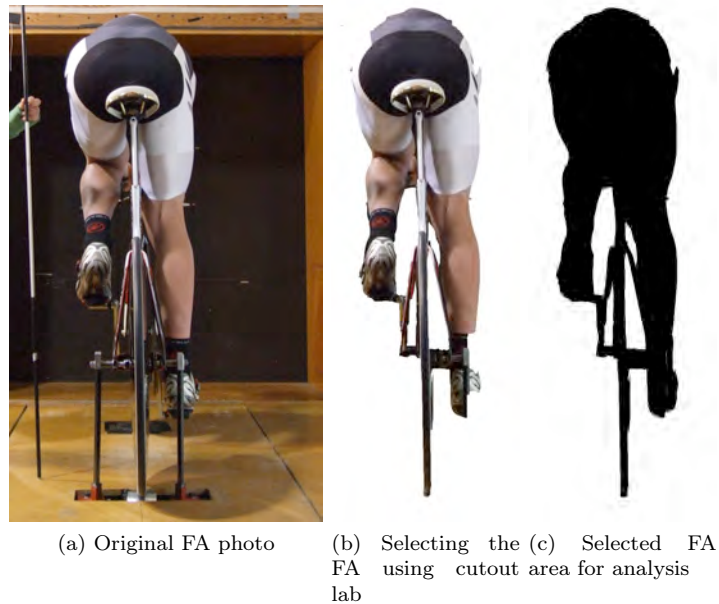 (a) Original FA photo
(b) Selecting the
FA using cutout
lab
(c) Selected FA
area for analysis